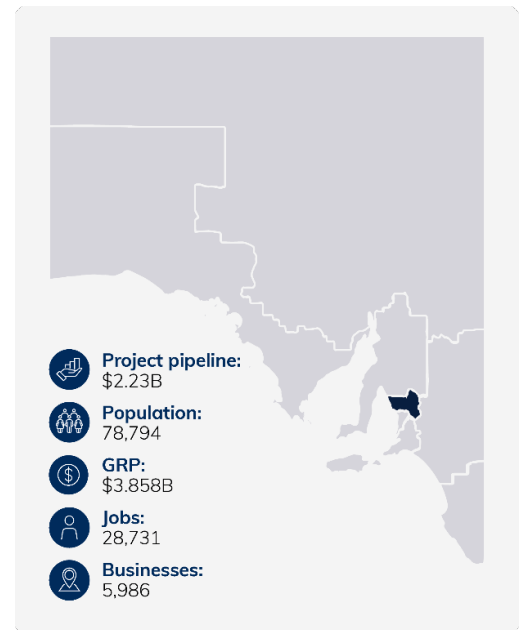 Project pipeline:
$2.23B
Population:
78,794
GRP:
$3.858B
Jobs:
28,731
Businesses:
5,986